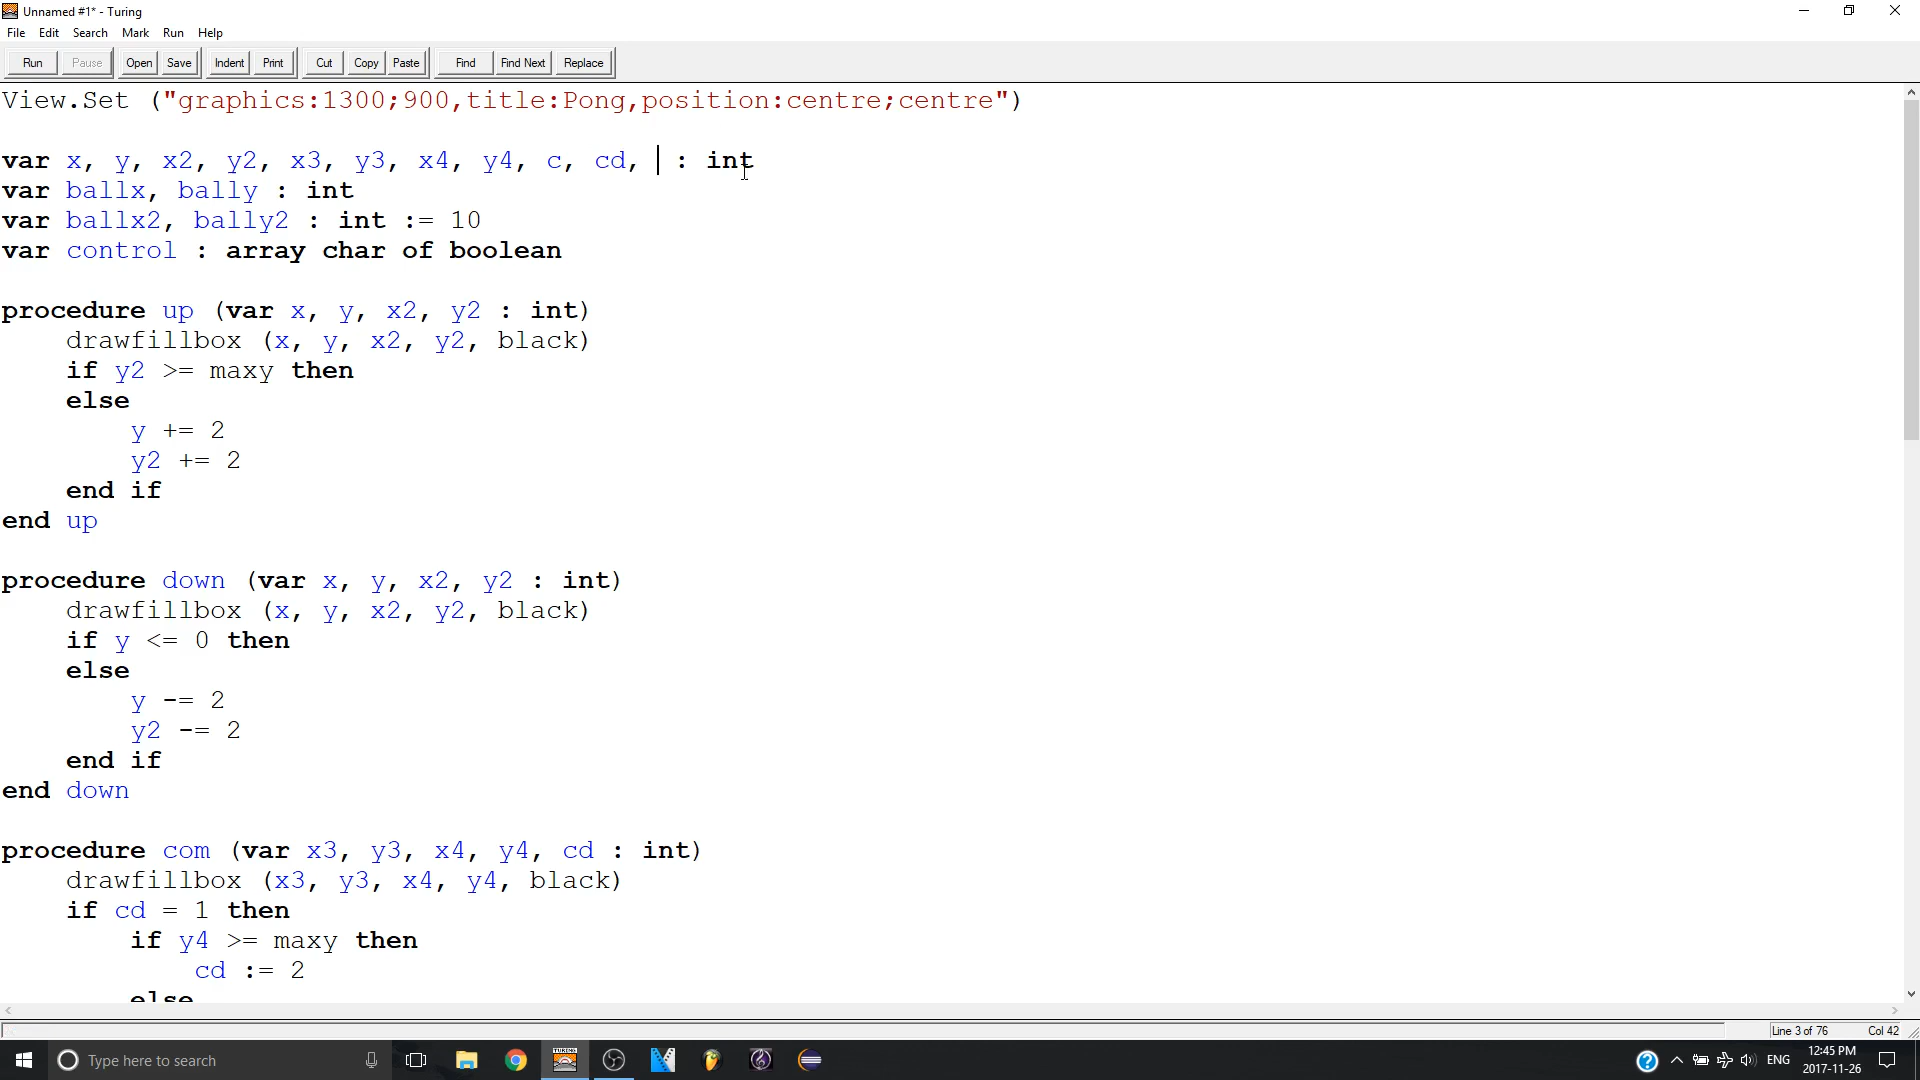 Unnamed #1* - Turing
File Edit Search Mark Run Help
Run Pause Open Save Indent Print Cut Copy Paste Find Find Next Replace
View.Set ("graphics:1300;900,title:Pong,position:centre;centre")
var x, y, x2, y2, x3, y3, x4, y4, c, cd, : int
var ballx, bally : int
var ballx2, bally2 : int := 10
var control : array char of boolean
procedure up (var x, y, x2, y2 : int)
drawfillbox (x, y, x2, y2, black)
if y2 >= maxy then
else
y += 2
y2 += 2
end if
end up
procedure down (var x, y, x2, y2 : int)
drawfillbox (x, y, x2, y2, black)
if y <= 0 then
else
y -= 2
y2 -= 2
end if
end down
procedure com (var x3, y3, x4, y4, cd : int)
drawfillbox (x3, y3, x4, y4, black)
if cd = 1 then
if y4 >= maxy then
cd := 2
else
Line 3 of 76 Col 42
Type here to search
TURING
ENG
12:45 PM
2017-11-26